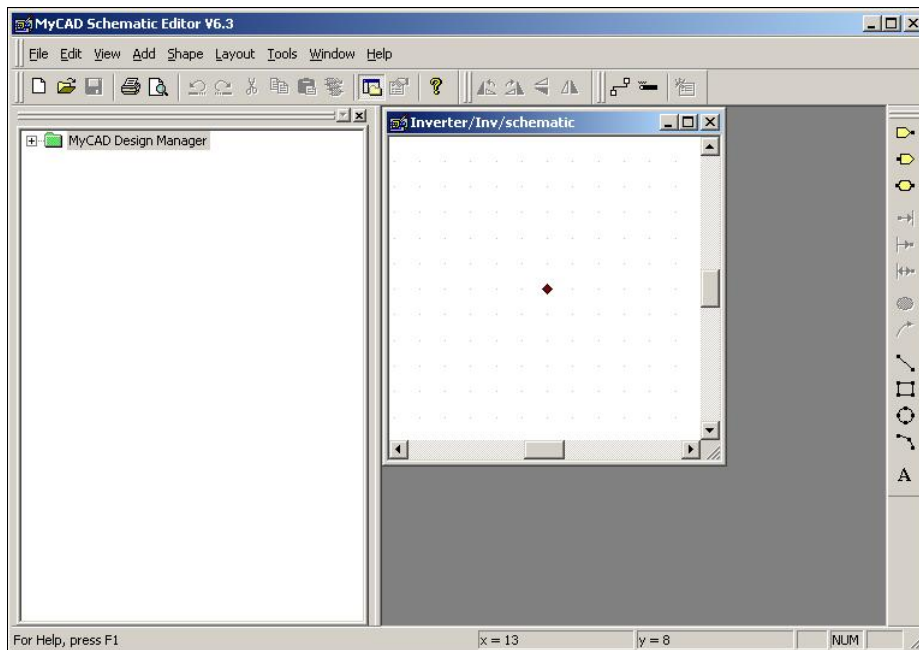 MyCAD Schematic Editor V6.3
File Edit View Add Shape Layout Tools Window Help
Inverter/Inv/schematic
MyCAD Design Manager
A
For Help, press F1
x = 13
y = 8
NUM